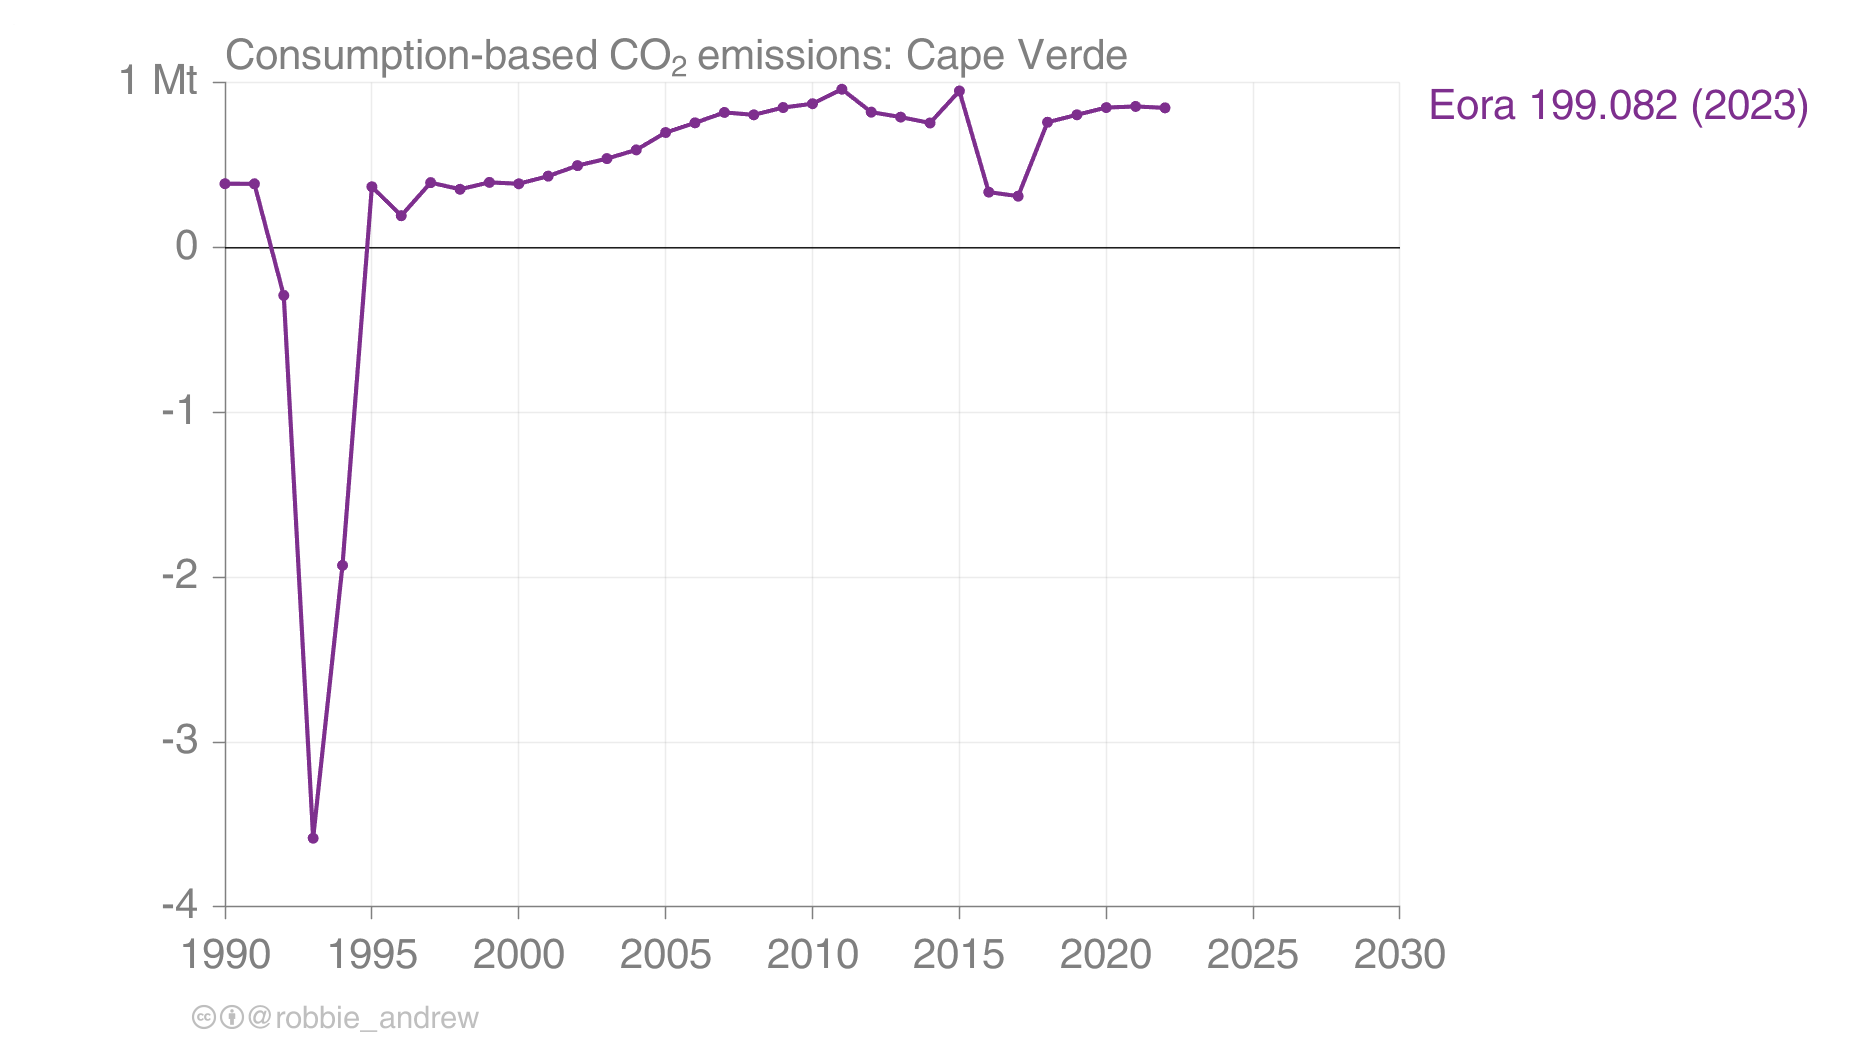 Consumption-based CO₂ emissions: Cape Verde
1 Mt
Eora 199.082 (2023)
0
-1
-2
-3
-4
1990 1995 2000 2005 2010 2015 2020 2025 2030
@robbie_andrew